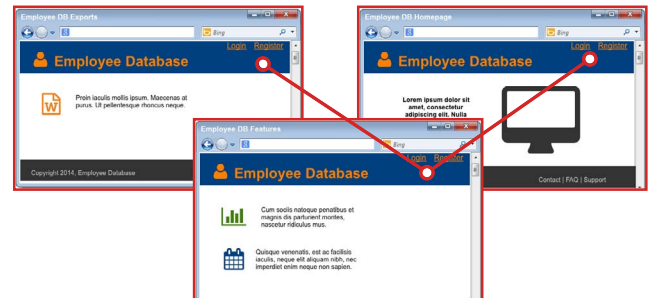 Employee DB Exports
Bing
Login Register
Employee Database
W
Proin iaculis mollis ipsum. Maecenas at
purus. Ut pellentesque rhoncus neque.
Copyright 2014, Employee Database
Employee DB Homepage
Bing
Login Register
Employee Database
Lorem ipsum dolor sit
amet, consectetur
adipiscing elit. Nulla
Contact | FAQ | Support
Employee DB Features
Bing
Login Register
Employee Database
Cum sociis natoque penatibus et
magnis dis parturient montes,
nascetur ridiculus mus.
Quisque venenatis, est ac facilisis
iaculis, neque elit aliquam nibh, nec
imperdiet enim neque non sapien.